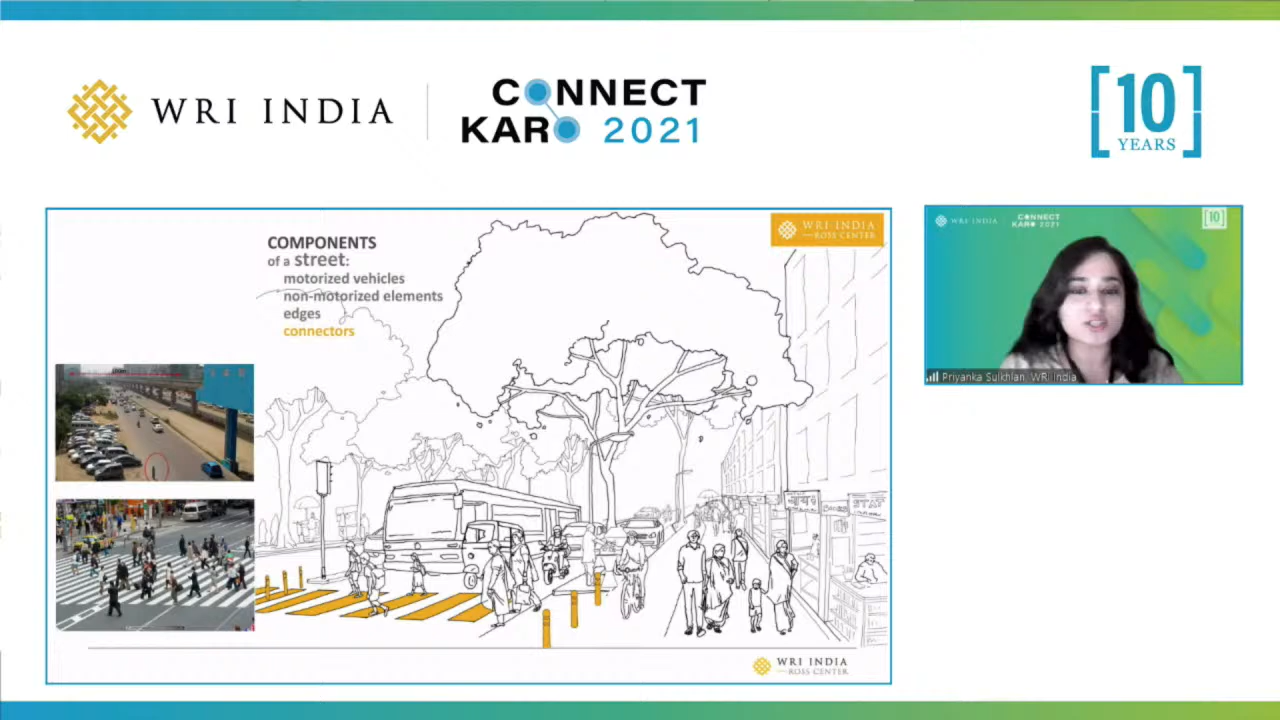 WRI INDIA
CONNECT
KARO 2021
[10]
YEARS
COMPONENTS
of a street:
motorized vehicles
non-motorized elements
edges
connectors
WRI INDIA
ROSS CENTER
WRI INDIA
CONNECT
KARO 2021
[10]
Priyanka Sulkhlan, WRI India
WRI INDIA
ROSS CENTER